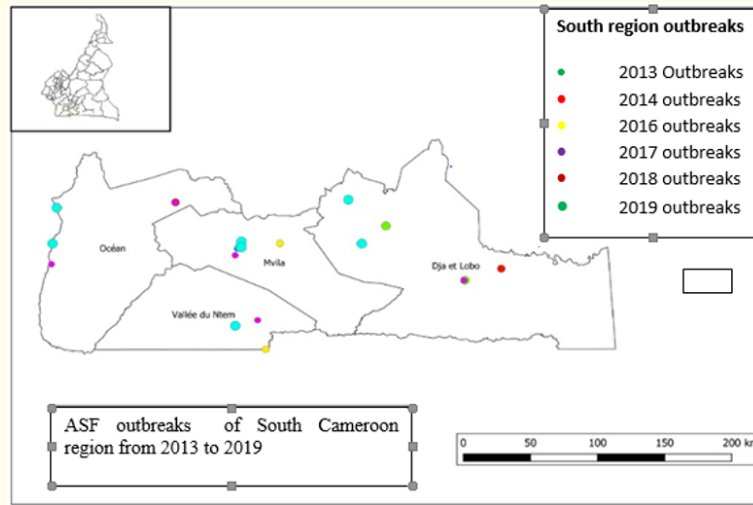 South region outbreaks
2013 Outbreaks
2014 outbreaks
2016 outbreaks
2017 outbreaks
2018 outbreaks
2019 outbreaks
Océan
Mvila
Dja et Lobo
Vallée du Ntem
ASF outbreaks of South Cameroon
region from 2013 to 2019
0 50 100 150 200 km